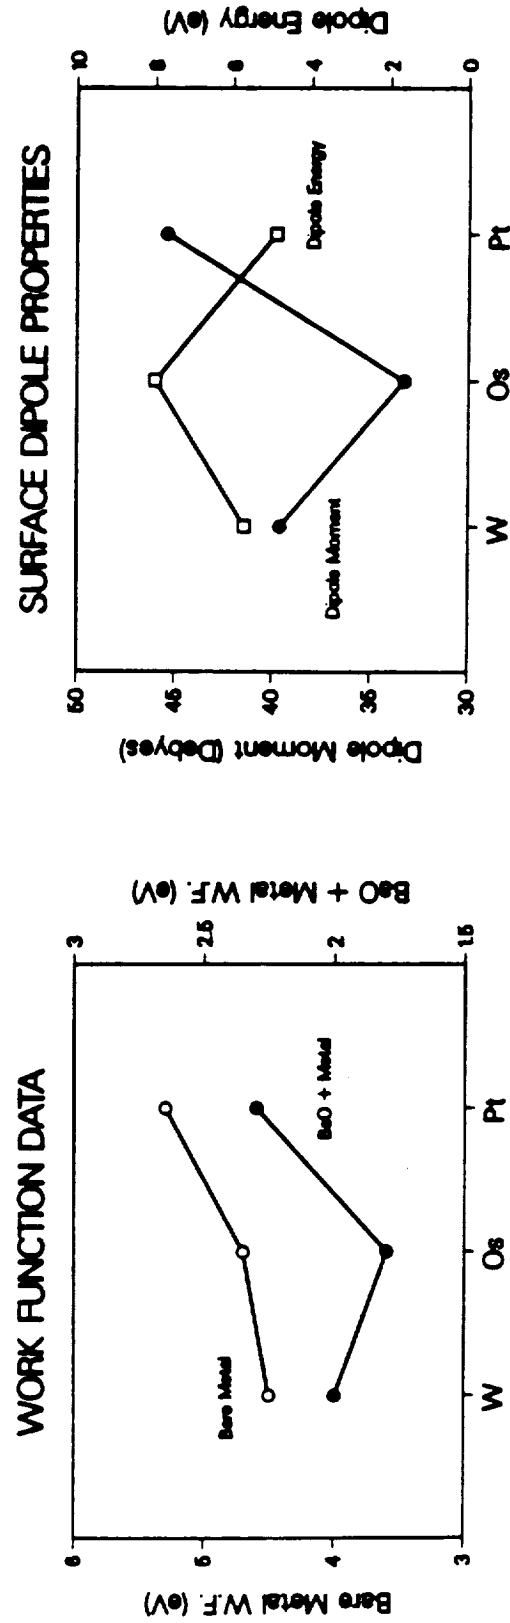 WORK FUNCTION DATA
Bare Metal W.F. (eV)
6
5
4
3
BaO + Metal W.F. (eV)
3
2.5
2
1.5
Bare Metal
BaO + Metal
W
Os
Pt
SURFACE DIPOLE PROPERTIES
Dipole Moment (Debyes)
50
45
40
35
30
Dipole Energy (eV)
10
8
6
4
2
0
Dipole Energy
Dipole Moment
W
Os
Pt